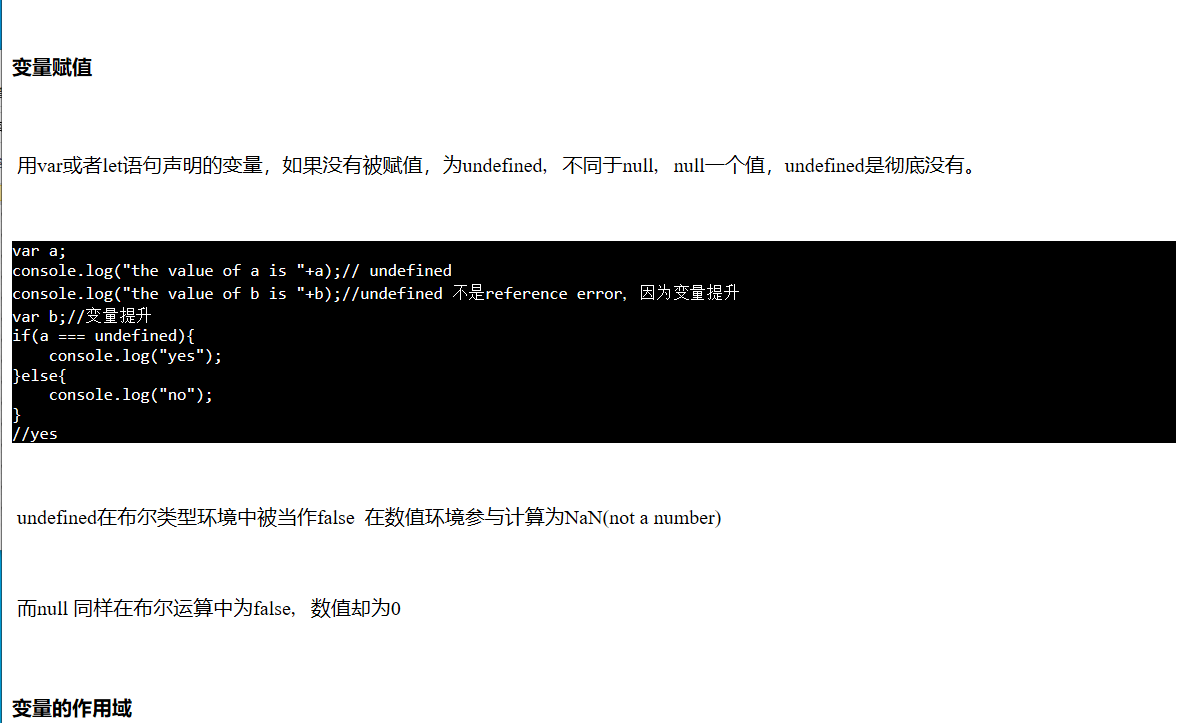 变量赋值
用var或者let语句声明的变量，如果没有被赋值，为undefined，不同于null，null一个值，undefined是彻底没有。
var a;
console.log("the value of a is "+a);// undefined
console.log("the value of b is "+b);//undefined 不是reference error，因为变量提升
var b;//变量提升
if(a === undefined){
    console.log("yes");
}else{
    console.log("no");
}
//yes
undefined在布尔类型环境中被当作false  在数值环境参与计算为NaN(not a number)
而null 同样在布尔运算中为false，数值却为0
变量的作用域